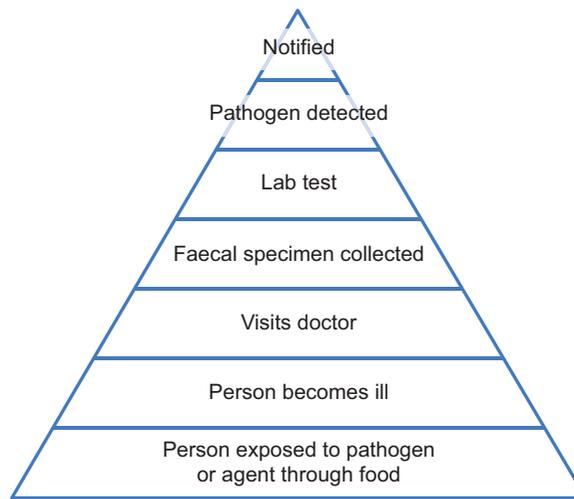 Notified
Pathogen detected
Lab test
Faecal specimen collected
Visits doctor
Person becomes ill
Person exposed to pathogen
or agent through food